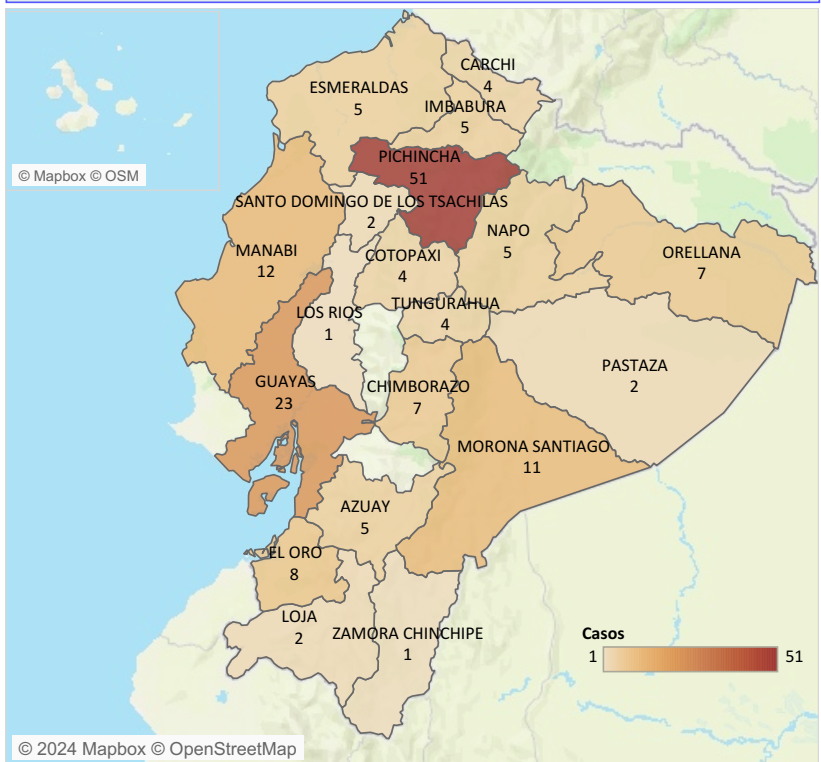 CARCHI
4
ESMERALDAS
5
IMBABURA
5
© Mapbox © OSM
PICHINCHA
51
SANTO DOMINGO DE LOS TSACHILAS
2
NAPO
5
MANABI
12
COTOPAXI
4
ORELLANA
7
LOS RIOS
1
TUNGURAHUA
4
PASTAZA
2
GUAYAS
23
CHIMBORAZO
7
MORONA SANTIAGO
11
AZUAY
5
EL ORO
8
LOJA
2
ZAMORA CHINCHIPE
1
Casos
1 51
© 2024 Mapbox © OpenStreetMap